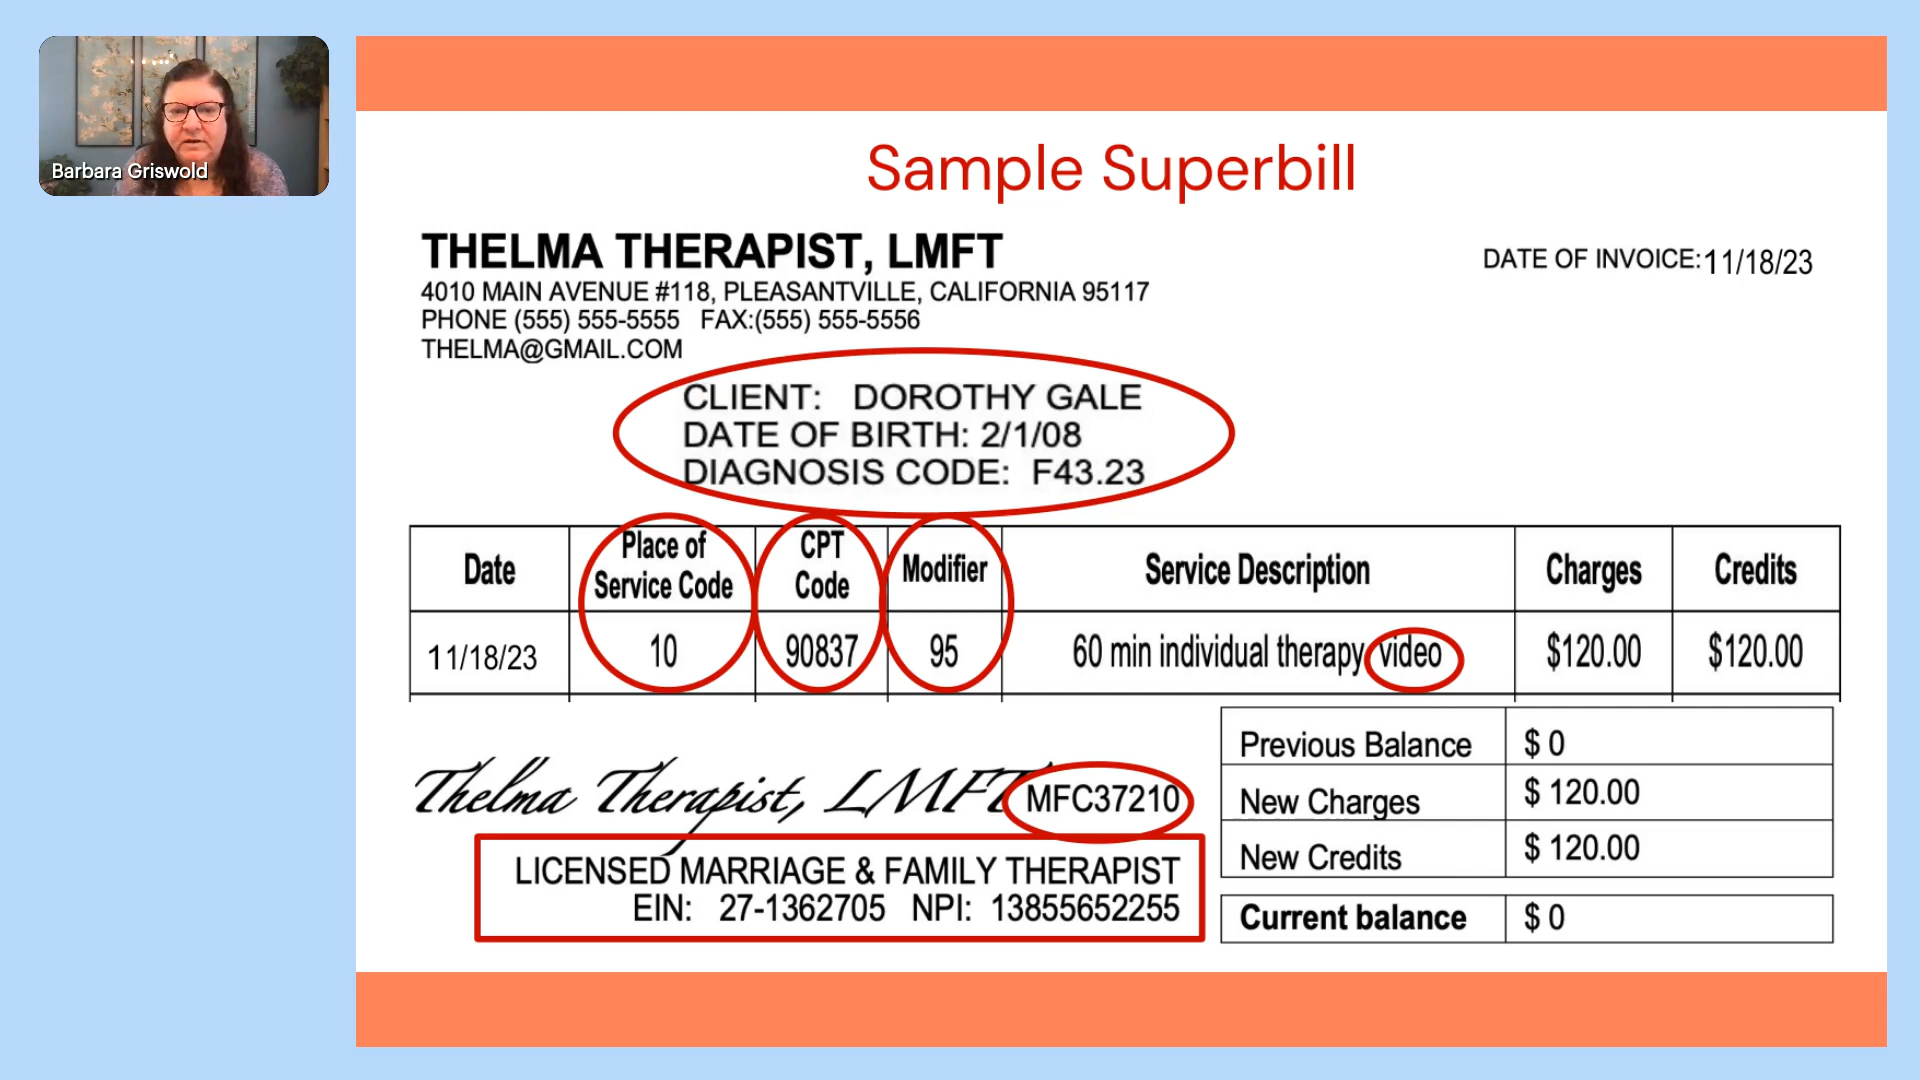 Barbara Griswold
Sample Superbill
THELMA THERAPIST, LMFT
DATE OF INVOICE: 11/18/23
4010 MAIN AVENUE #118, PLEASANTVILLE, CALIFORNIA 95117
PHONE (555) 555-5555 FAX:(555) 555-5556
THELMA@GMAIL.COM
CLIENT: DOROTHY GALE
DATE OF BIRTH: 2/1/08
DIAGNOSIS CODE: F43.23
Date Place of Service Code CPT Code Modifier Service Description Charges Credits
11/18/23 10 90837 95 60 min individual therapy video $120.00 $120.00
Thelma Therapist, LMFT MFC37210
LICENSED MARRIAGE & FAMILY THERAPIST
EIN: 27-1362705 NPI: 13855652255
Previous Balance $ 0
New Charges $ 120.00
New Credits $ 120.00
Current balance $ 0